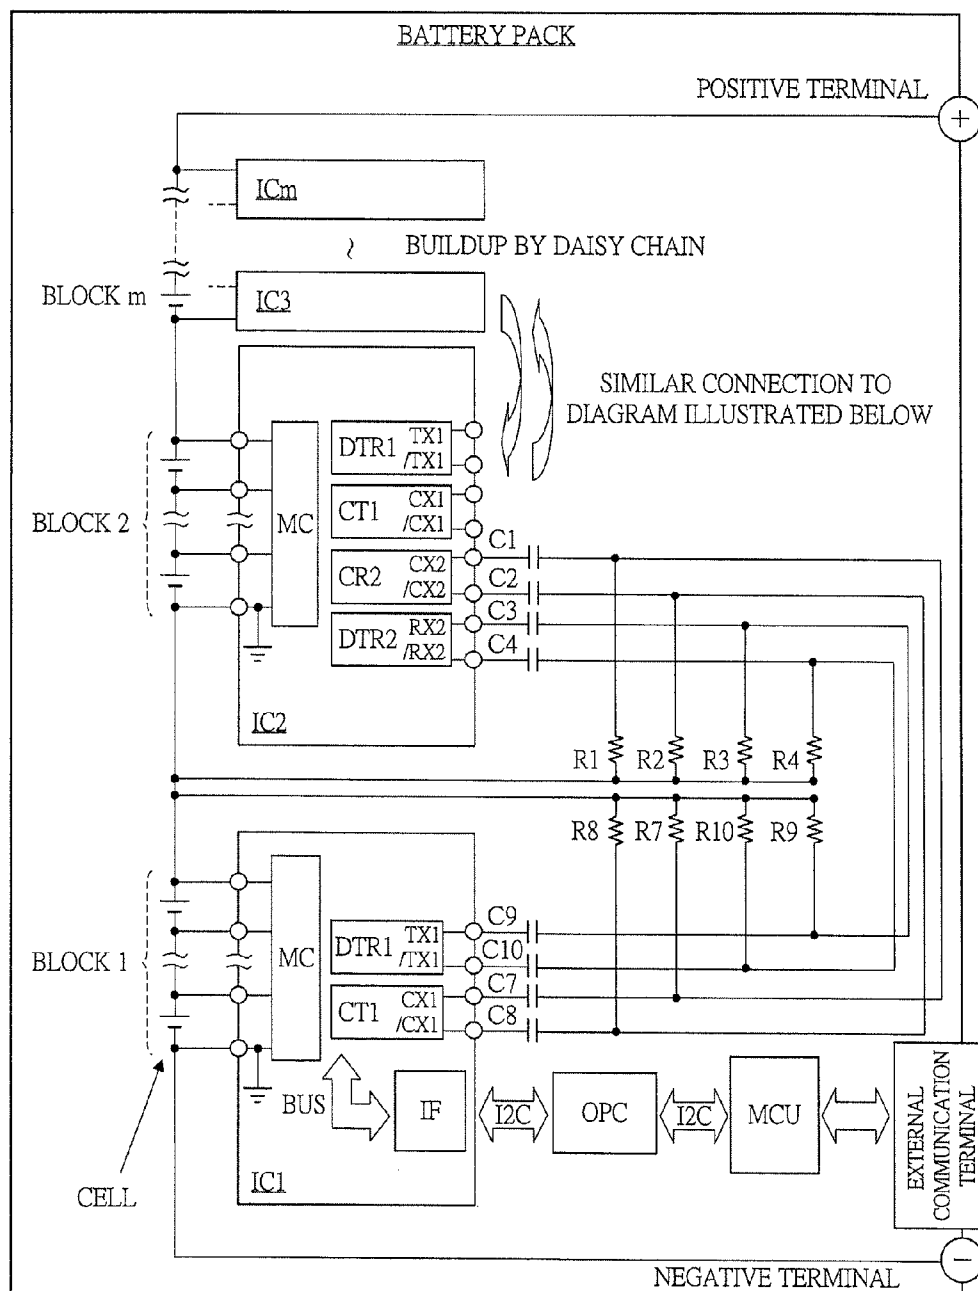 BATTERY PACK
POSITIVE TERMINAL
+
ICm
BUILDUP BY DAISY CHAIN
BLOCK m
IC3
SIMILAR CONNECTION TO
DIAGRAM ILLUSTRATED BELOW
BLOCK 2
MC
DTR1 TX1
/TX1
CT1 CX1
/CX1
CR2 CX2
/CX2
DTR2 RX2
/RX2
C1
C2
C3
C4
IC2
R1 R2 R3 R4
R8 R7 R10 R9
BLOCK 1
MC
DTR1 TX1
/TX1
CT1 CX1
/CX1
C9
C10
C7
C8
BUS
IF
I2C
OPC
I2C
MCU
EXTERNAL
COMMUNICATION
TERMINAL
CELL
IC1
NEGATIVE TERMINAL
−